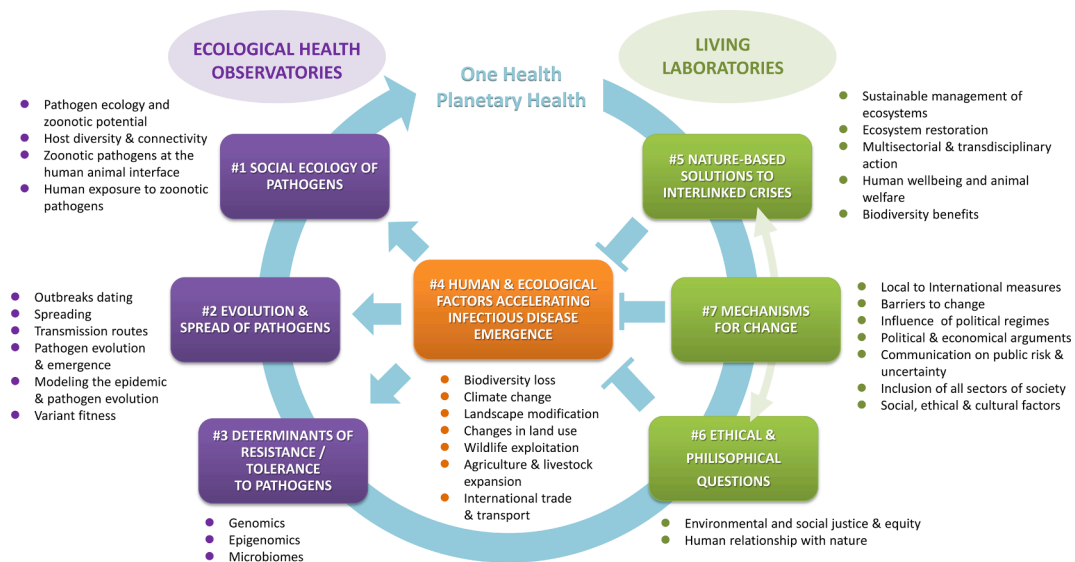 ECOLOGICAL HEALTH
OBSERVATORIES
One Health
Planetary Health
LIVING
LABORATORIES
Pathogen ecology and
zoonotic potential
Host diversity & connectivity
Zoonotic pathogens at the
human animal interface
Human exposure to zoonotic
pathogens
#1 SOCIAL ECOLOGY OF
PATHOGENS
#5 NATURE-BASED
SOLUTIONS TO
INTERLINKED CRISES
Sustainable management of
ecosystems
Ecosystem restoration
Multisectorial & transdisciplinary
action
Human wellbeing and animal
welfare
Biodiversity benefits
Outbreaks dating
Spreading
Transmission routes
Pathogen evolution
& emergence
Modeling the epidemic
& pathogen evolution
Variant fitness
#2 EVOLUTION &
SPREAD OF PATHOGENS
#4 HUMAN & ECOLOGICAL
FACTORS ACCELERATING
INFECTIOUS DISEASE
EMERGENCE
#7 MECHANISMS
FOR CHANGE
Local to International measures
Barriers to change
Influence of political regimes
Political & economical arguments
Communication on public risk &
uncertainty
Inclusion of all sectors of society
Social, ethical & cultural factors
Biodiversity loss
Climate change
Landscape modification
Changes in land use
Wildlife exploitation
Agriculture & livestock
expansion
International trade
& transport
#3 DETERMINANTS OF
RESISTANCE /
TOLERANCE
TO PATHOGENS
Genomics
Epigenomics
Microbiomes
#6 ETHICAL &
PHILISOPHICAL
QUESTIONS
Environmental and social justice & equity
Human relationship with nature